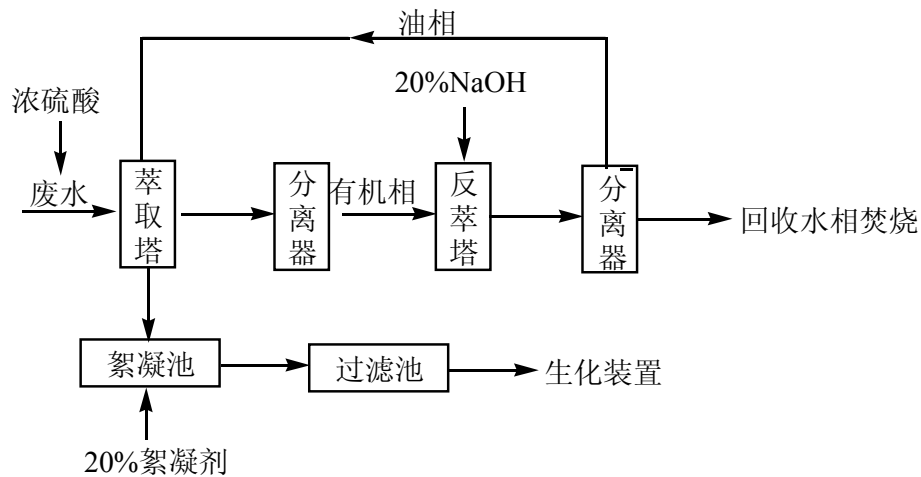 油相
20%NaOH
浓硫酸
废水
萃取塔
分离器
有机相
反萃塔
分离器
回收水相焚烧
絮凝池
过滤池
生化装置
20%絮凝剂